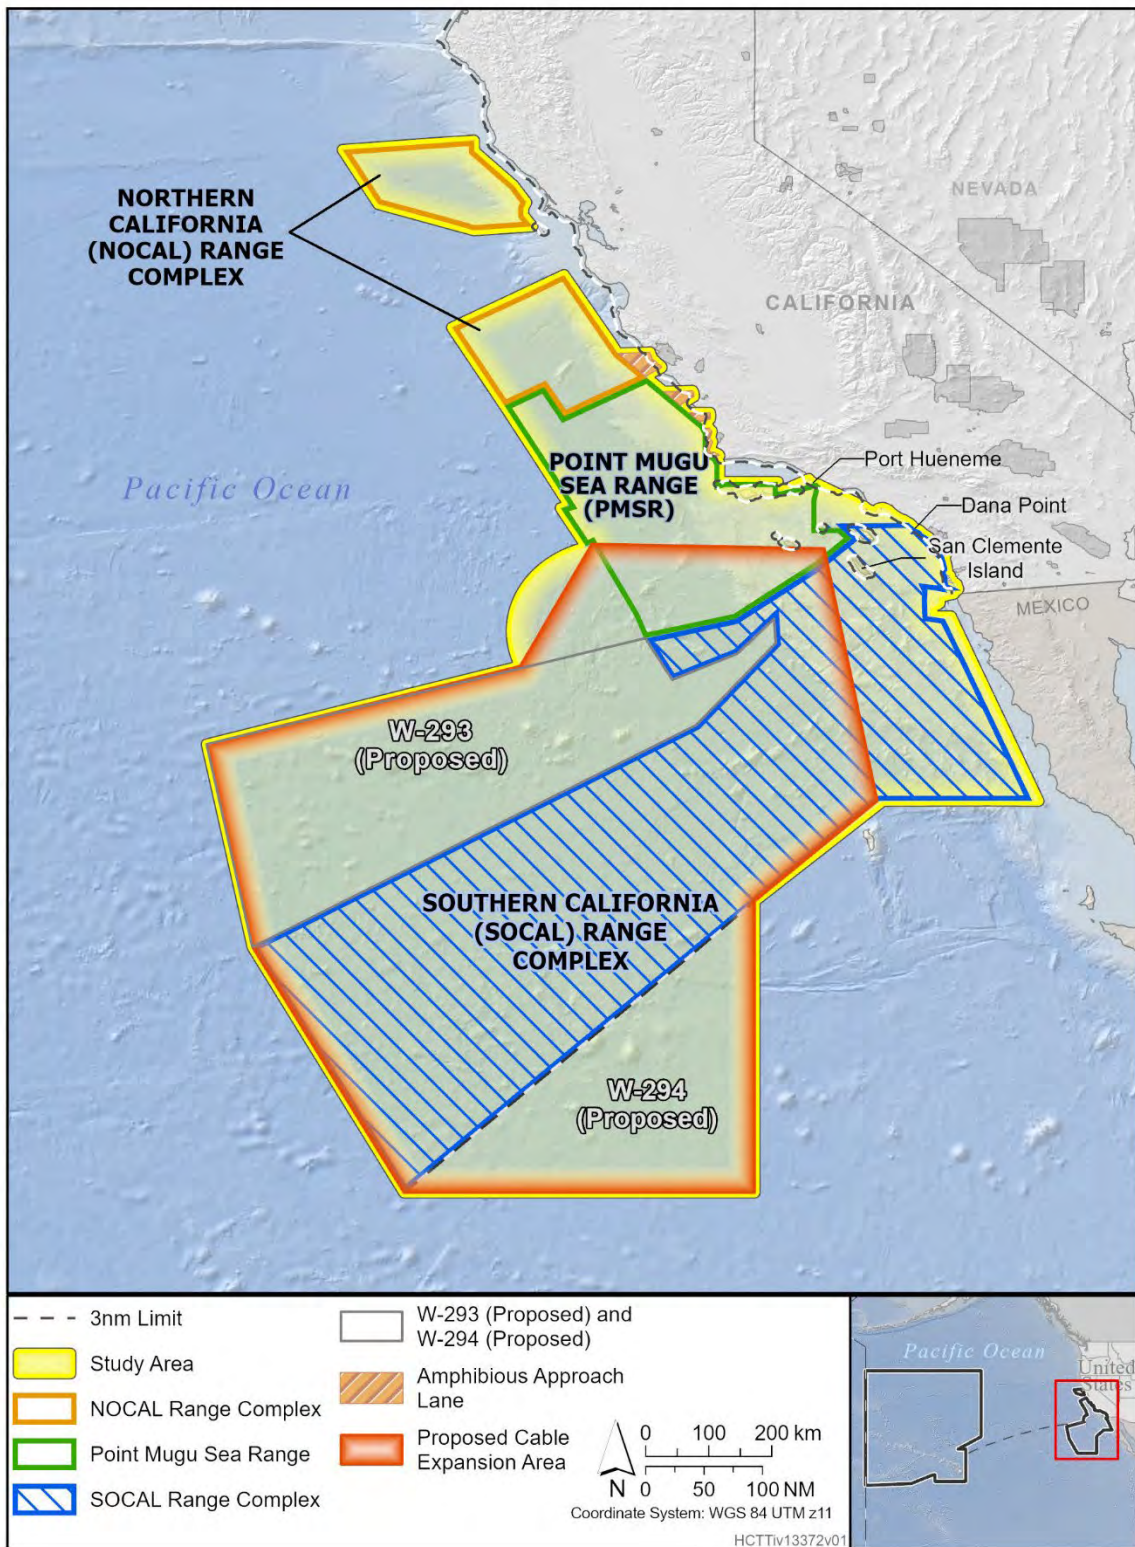 NORTHERN
CALIFORNIA
(NOCAL) RANGE
COMPLEX
NEVADA
CALIFORNIA
Pacific Ocean
POINT MUGU
SEA RANGE
(PMSR)
Port Hueneme
Dana Point
San Clemente
Island
MEXICO
W-293
(Proposed)
SOUTHERN CALIFORNIA
(SOCAL) RANGE
COMPLEX
W-294
(Proposed)
3nm Limit
Study Area
NOCAL Range Complex
Point Mugu Sea Range
SOCAL Range Complex
W-293 (Proposed) and
W-294 (Proposed)
Amphibious Approach
Lane
Proposed Cable
Expansion Area
N
0 100 200 km
0 50 100 NM
Coordinate System: WGS 84 UTM z11
HCTTiv13372v01
Pacific Ocean
United
States